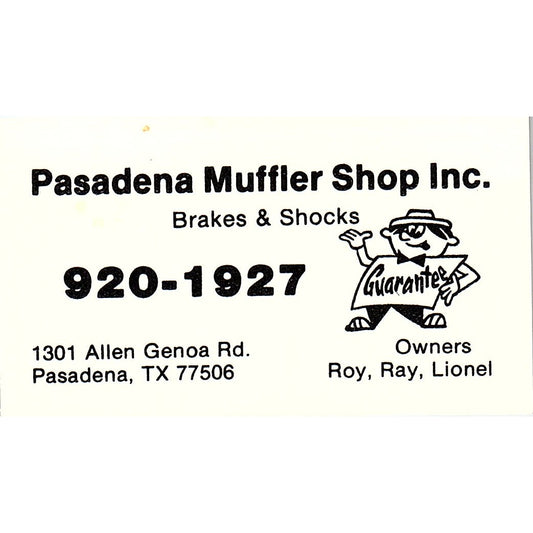 Pasadena Muffler Shop Inc.
Brakes & Shocks
920-1927
Guarantee
1301 Allen Genoa Rd.
Pasadena, TX 77506
Owners
Roy, Ray, Lionel